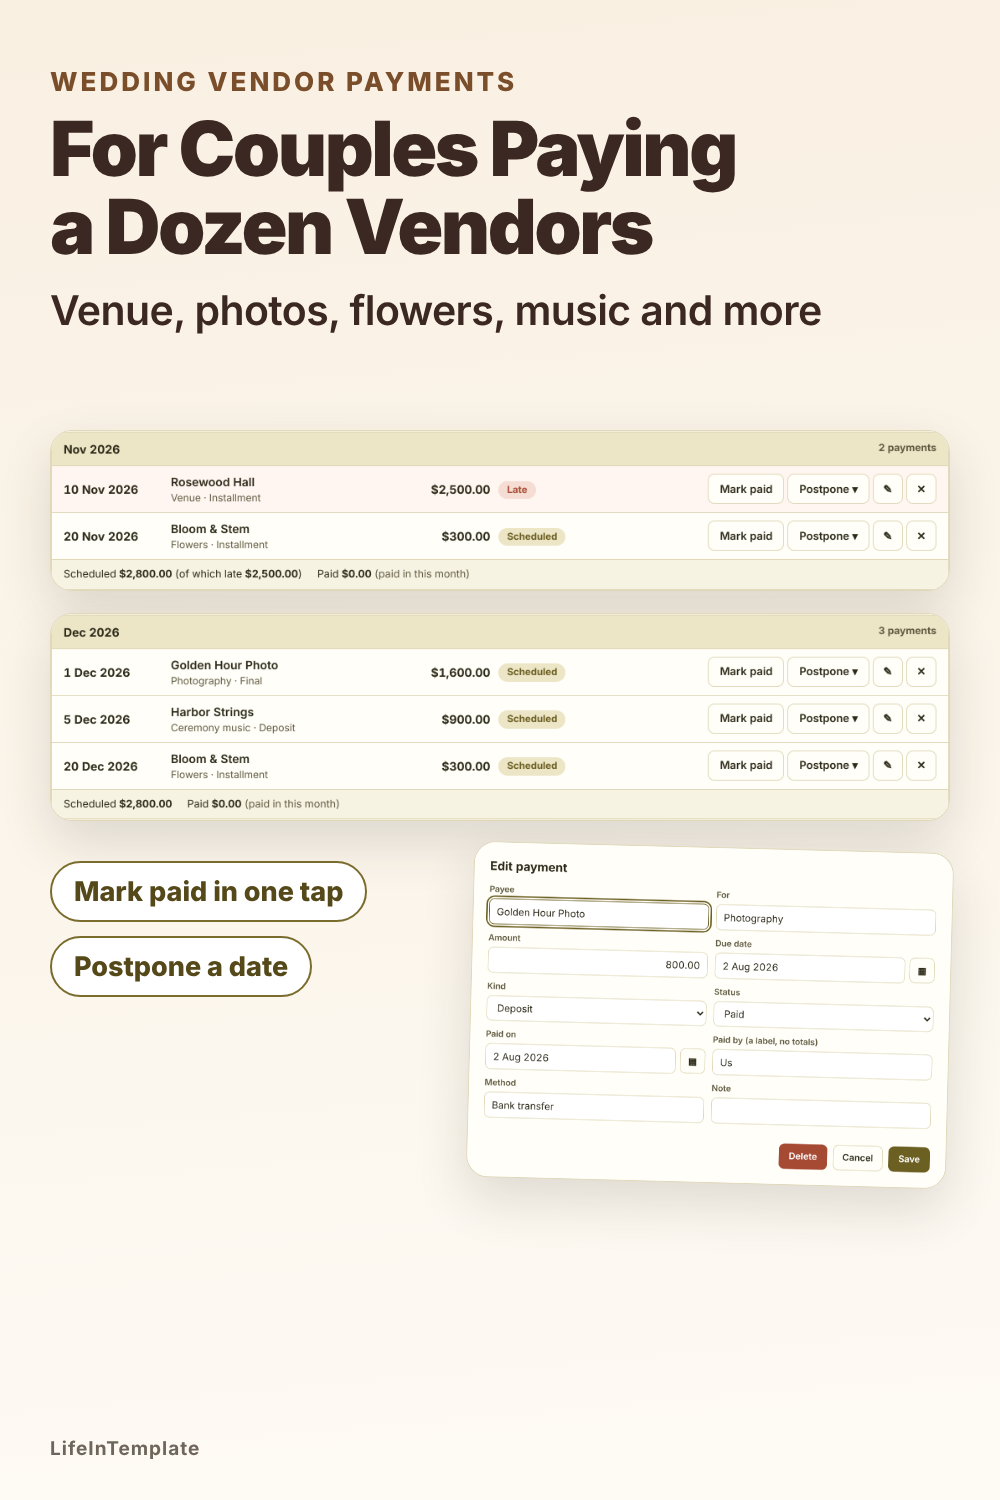 WEDDING VENDOR PAYMENTS
For Couples Paying
a Dozen Vendors
Venue, photos, flowers, music and more
Nov 2026 2 payments
10 Nov 2026 Rosewood Hall $2,500.00 Late Mark paid Postpone ▾ ✎ ✕
Venue · Installment
20 Nov 2026 Bloom & Stem $300.00 Scheduled Mark paid Postpone ▾ ✎ ✕
Flowers · Installment
Scheduled $2,800.00 (of which late $2,500.00) Paid $0.00 (paid in this month)
Dec 2026 3 payments
1 Dec 2026 Golden Hour Photo $1,600.00 Scheduled Mark paid Postpone ▾ ✎ ✕
Photography · Final
5 Dec 2026 Harbor Strings $900.00 Scheduled Mark paid Postpone ▾ ✎ ✕
Ceremony music · Deposit
20 Dec 2026 Bloom & Stem $300.00 Scheduled Mark paid Postpone ▾ ✎ ✕
Flowers · Installment
Scheduled $2,800.00 Paid $0.00 (paid in this month)
Mark paid in one tap
Postpone a date
Edit payment
Payee For
Golden Hour Photo Photography
Amount Due date
800.00 2 Aug 2026
Kind Status
Deposit Paid
Paid on Paid by (a label, no totals)
2 Aug 2026 Us
Method Note
Bank transfer
Delete Cancel Save
LifeInTemplate